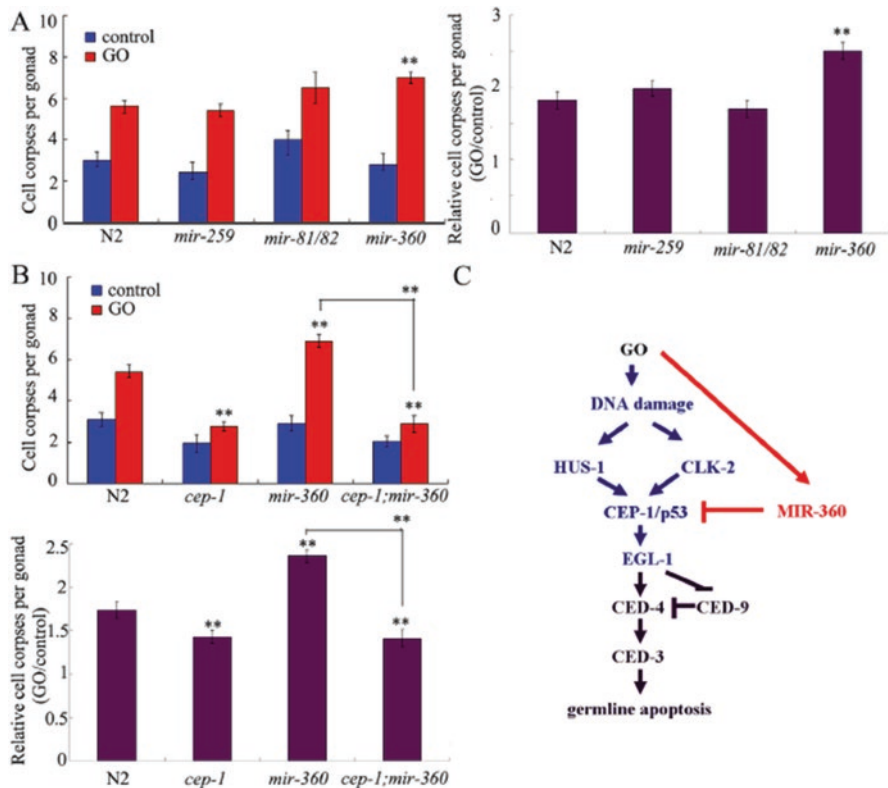 A
Cell corpses per gonad
10
8
6
4
2
0
control
GO
**
N2 mir-259 mir-81/82 mir-360
Relative cell corpses per gonad
(GO/control)
3
2
1
0
**
N2 mir-259 mir-81/82 mir-360
B
Cell corpses per gonad
10
8
6
4
2
0
control
GO
**
**
**
**
N2 cep-1 mir-360 cep-1;mir-360
Relative cell corpses per gonad
(GO/control)
2.5
2
1.5
1
0.5
0
**
**
**
**
N2 cep-1 mir-360 cep-1;mir-360
C
GO
DNA damage
HUS-1 CLK-2
CEP-1/p53 MIR-360
EGL-1
CED-4 CED-9
CED-3
germline apoptosis